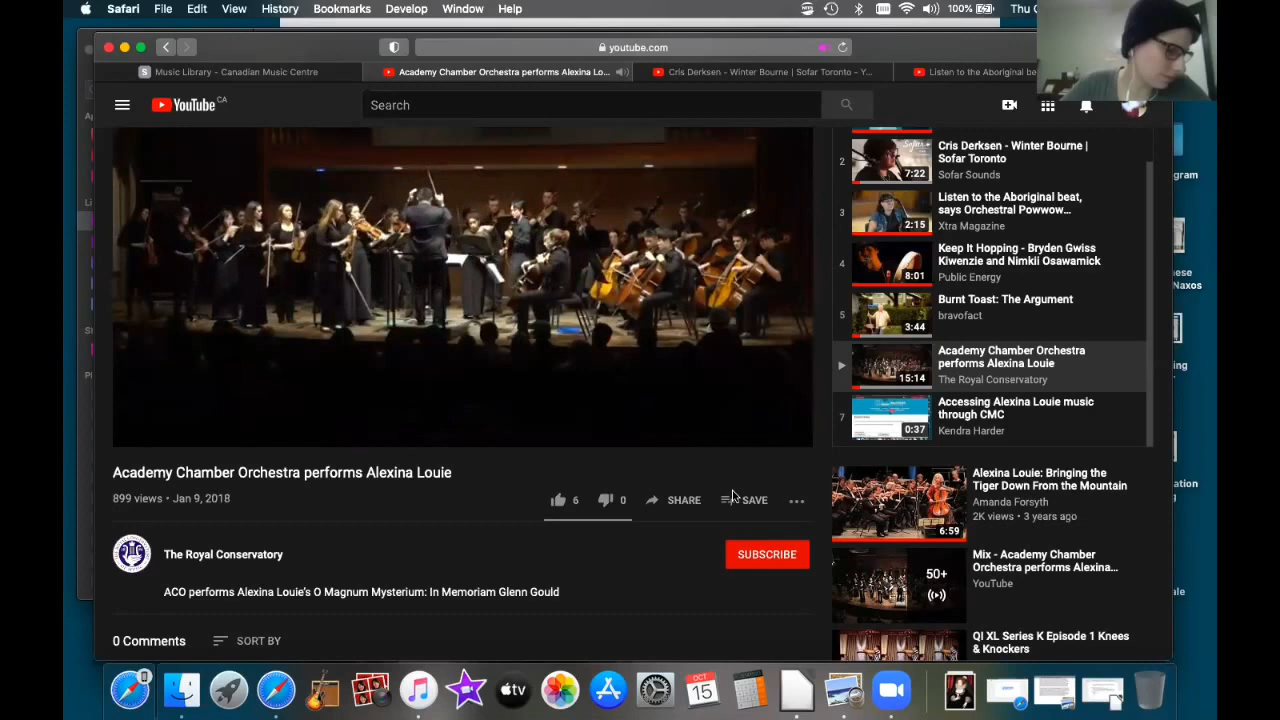 Safari File Edit View History Bookmarks Develop Window Help 100% Thu
youtube.com
S Music Library - Canadian Music Centre
Academy Chamber Orchestra performs Alexina Lo...
Cris Derksen - Winter Bourne | Sofar Toronto - Y...
Listen to the Aboriginal be
YouTube CA
Search
2
Cris Derksen - Winter Bourne |
Sofar Toronto
Sofar Sounds
7:22
3
Listen to the Aboriginal beat,
says Orchestral Powwow...
Xtra Magazine
2:15
4
Keep It Hopping - Bryden Gwiss
Kiwenzie and Nimkii Osawamick
Public Energy
8:01
5
Burnt Toast: The Argument
bravofact
3:44
Academy Chamber Orchestra
performs Alexina Louie
The Royal Conservatory
15:14
7
Accessing Alexina Louie music
through CMC
Kendra Harder
0:37
Academy Chamber Orchestra performs Alexina Louie
899 views • Jan 9, 2018
6 0 SHARE SAVE
The Royal Conservatory
SUBSCRIBE
ACO performs Alexina Louie's O Magnum Mysterium: In Memoriam Glenn Gould
0 Comments SORT BY
Alexina Louie: Bringing the
Tiger Down From the Mountain
Amanda Forsyth
2K views • 3 years ago
6:59
Mix - Academy Chamber
Orchestra performs Alexina...
YouTube
50+
QI XL Series K Episode 1 Knees
& Knockers
gram
nese
Naxos
ng
ation
ale
tv
OCT
15